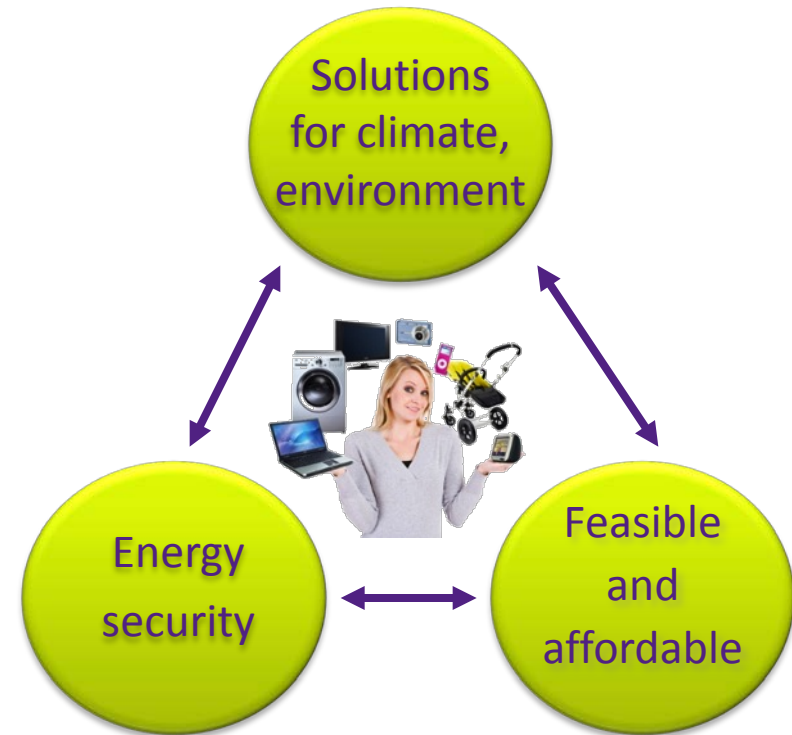 Solutions
for climate,
environment
Energy
security
Feasible
and
affordable